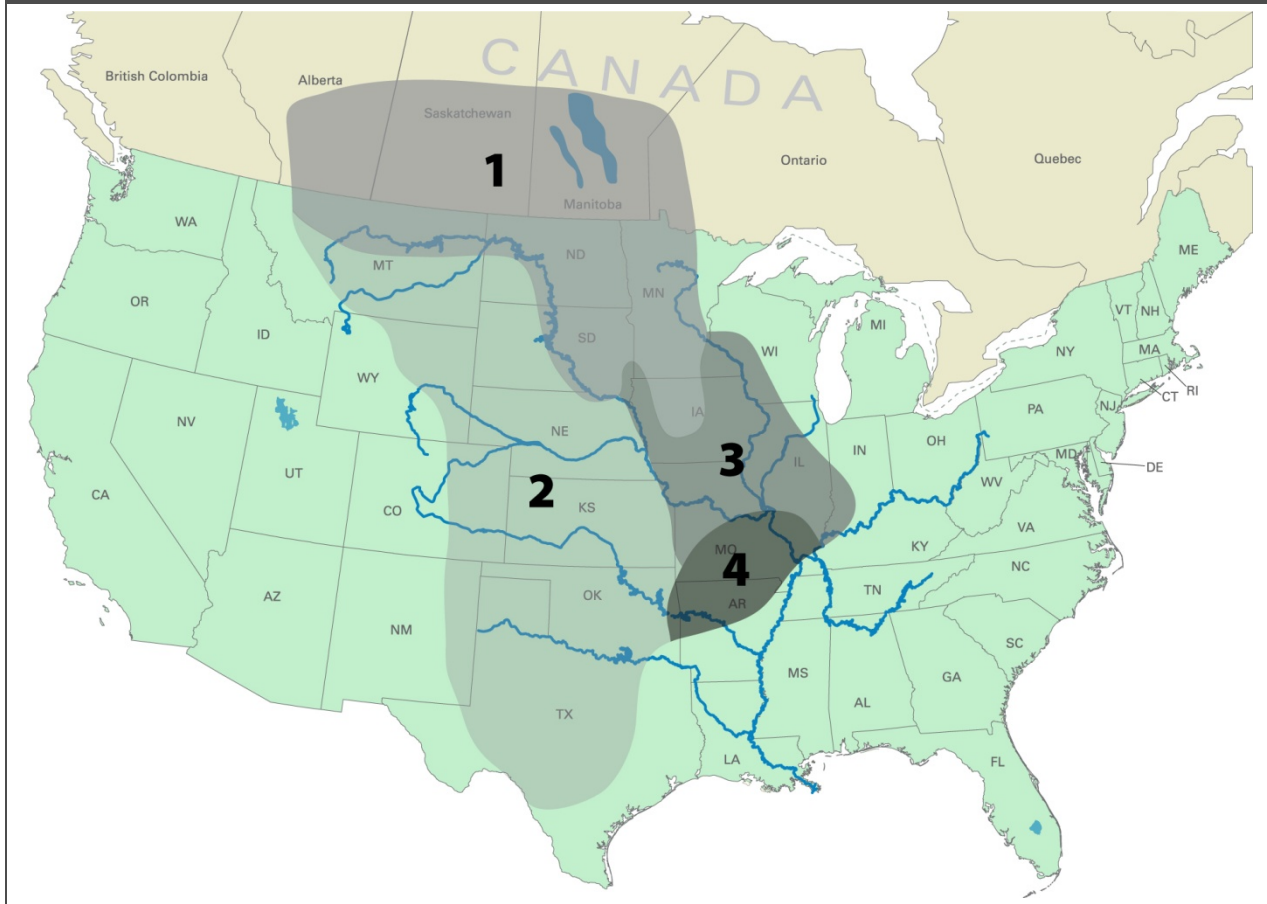 CANADA
British Colombia
Alberta
Saskatchewan
Manitoba
Ontario
Quebec
1
WA
MT
ND
MN
ME
OR
ID
SD
WI
MI
VT
NH
NY
MA
WY
CT
RI
IA
PA
NJ
NV
NE
IL
IN
OH
MD
DE
UT
2
3
WV
CA
CO
KS
VA
MO
KY
4
NC
AZ
NM
OK
AR
TN
SC
MS
AL
GA
TX
LA
FL